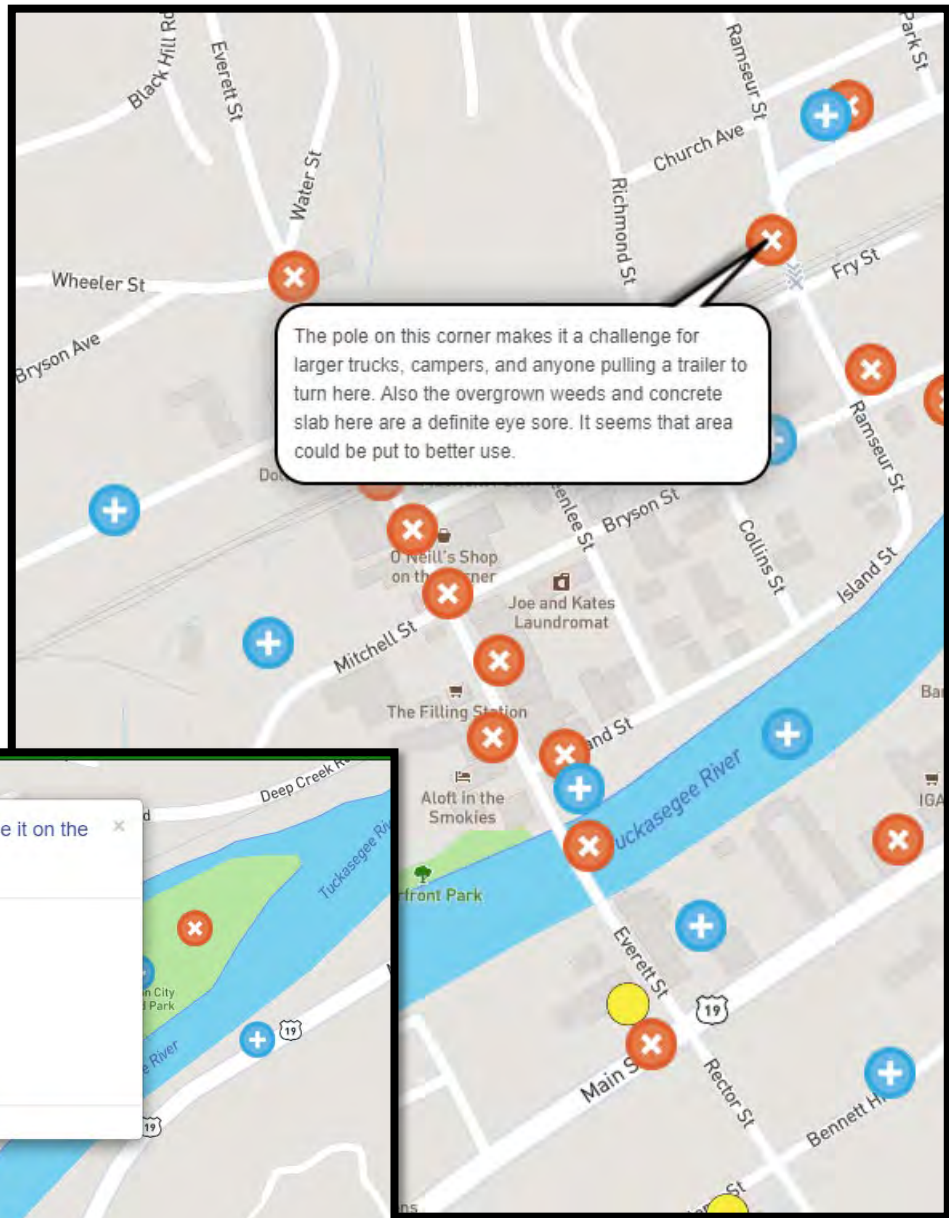 Black Hill Rd
Everett St
Water St
Wheeler St
Bryson Ave
Ramseur St
Park St
Church Ave
Richmond St
Fry St
The pole on this corner makes it a challenge for
larger trucks, campers, and anyone pulling a trailer to
turn here. Also the overgrown weeds and concrete
slab here are a definite eye sore. It seems that area
could be put to better use.
Ramseur St
Bryson St
Collins St
Island St
O'Neill's Shop
on the
Joe and Kates
Laundromat
Mitchell St
The Filling Station
St
Aloft in the
Smokies
Tuckasegee River
IGA
Park
Everett St
19
Main
Rector St
Bennett
St
Deep Creek
Tuckasegee
e it on the
×
City
Park
River
19
19